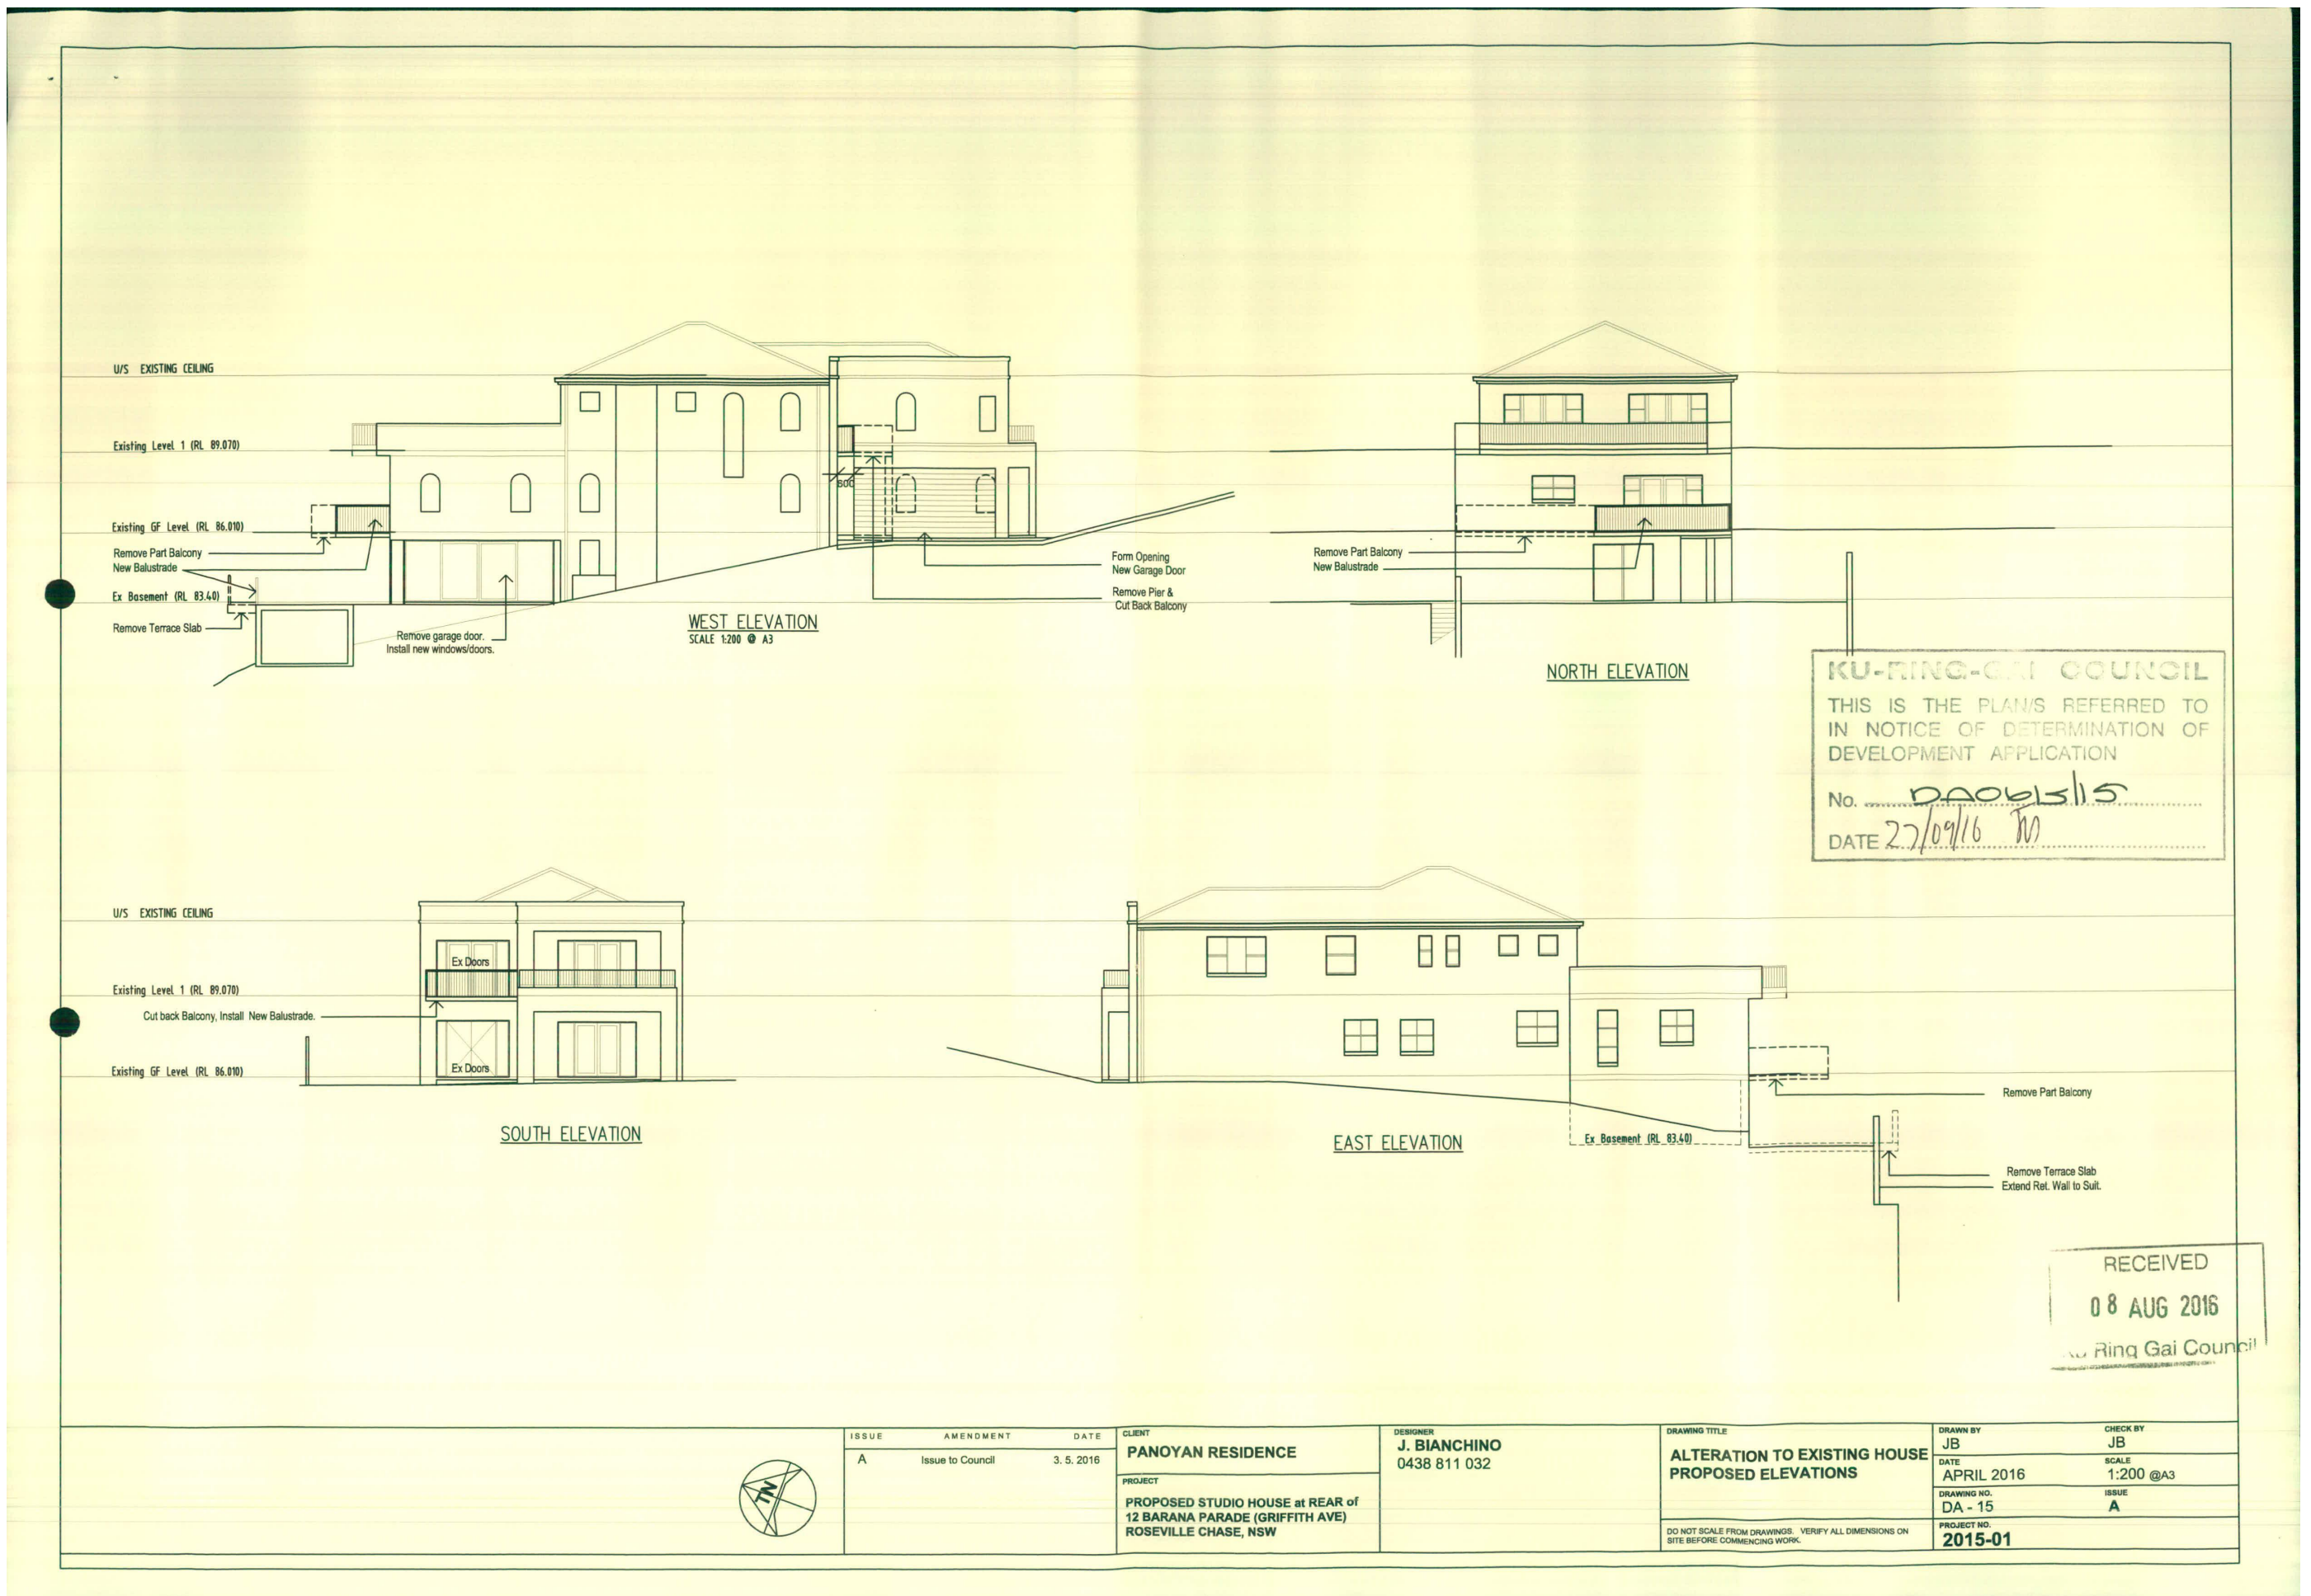 U/S EXISTING CEILING
Existing Level 1 (RL 89.070)
Existing GF Level (RL 86.010)
Remove Part Balcony
New Balustrade
Ex Basement (RL 83.40)
Remove Terrace Slab
Remove garage door.
Install new windows/doors.
600
WEST ELEVATION
SCALE 1:200 @ A3
Form Opening
New Garage Door
Remove Pier &
Cut Back Balcony
Remove Part Balcony
New Balustrade
NORTH ELEVATION
KU-RING-GAI COUNCIL
THIS IS THE PLAN/S REFERRED TO
IN NOTICE OF DETERMINATION OF
DEVELOPMENT APPLICATION
No. DA0615/15
DATE 27/09/16
U/S EXISTING CEILING
Existing Level 1 (RL 89.070)
Cut back Balcony, Install New Balustrade.
Existing GF Level (RL 86.010)
Ex Doors
Ex Doors
SOUTH ELEVATION
EAST ELEVATION
Ex Basement (RL 83.40)
Remove Part Balcony
Remove Terrace Slab
Extend Ret. Wall to Suit.
RECEIVED
08 AUG 2016
Ring Gai Council
TN
ISSUE AMENDMENT DATE
A Issue to Council 3. 5. 2016
CLIENT
PANOYAN RESIDENCE
PROJECT
PROPOSED STUDIO HOUSE at REAR of
12 BARANA PARADE (GRIFFITH AVE)
ROSEVILLE CHASE, NSW
DESIGNER
J. BIANCHINO
0438 811 032
DRAWING TITLE
ALTERATION TO EXISTING HOUSE
PROPOSED ELEVATIONS
DO NOT SCALE FROM DRAWINGS. VERIFY ALL DIMENSIONS ON
SITE BEFORE COMMENCING WORK.
DRAWN BY CHECK BY
JB JB
DATE SCALE
APRIL 2016 1:200 @A3
DRAWING NO. ISSUE
DA - 15 A
PROJECT NO.
2015-01